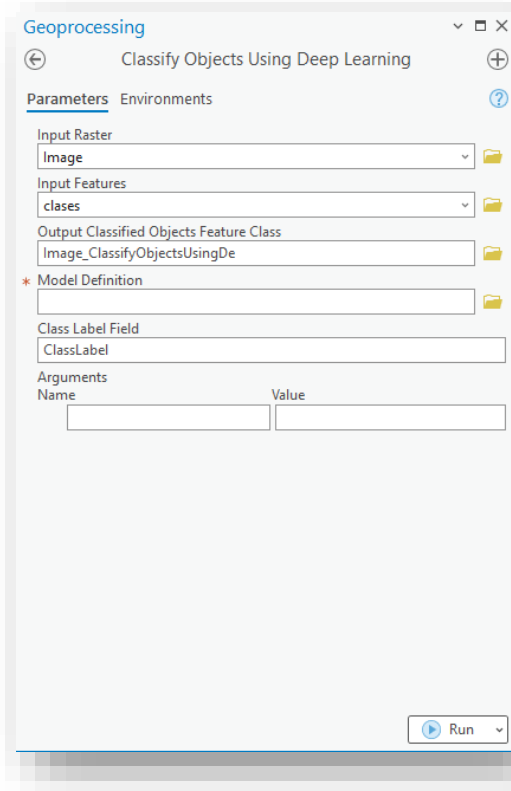 Geoprocessing
Classify Objects Using Deep Learning
Parameters Environments
Input Raster
Image
Input Features
clases
Output Classified Objects Feature Class
Image_ClassifyObjectsUsingDe
* Model Definition
Class Label Field
ClassLabel
Arguments
Name Value
Run